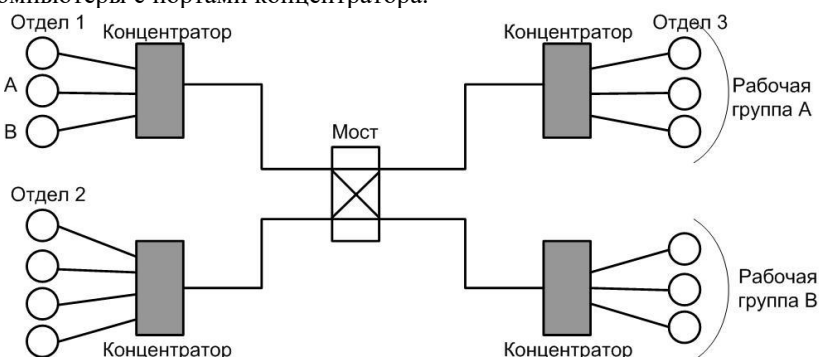 компьютеры с портами концентратора.
Отдел 1
Концентратор
Концентратор
Отдел 3
A
B
Мост
Рабочая
группа A
Отдел 2
Рабочая
группа B
Концентратор
Концентратор